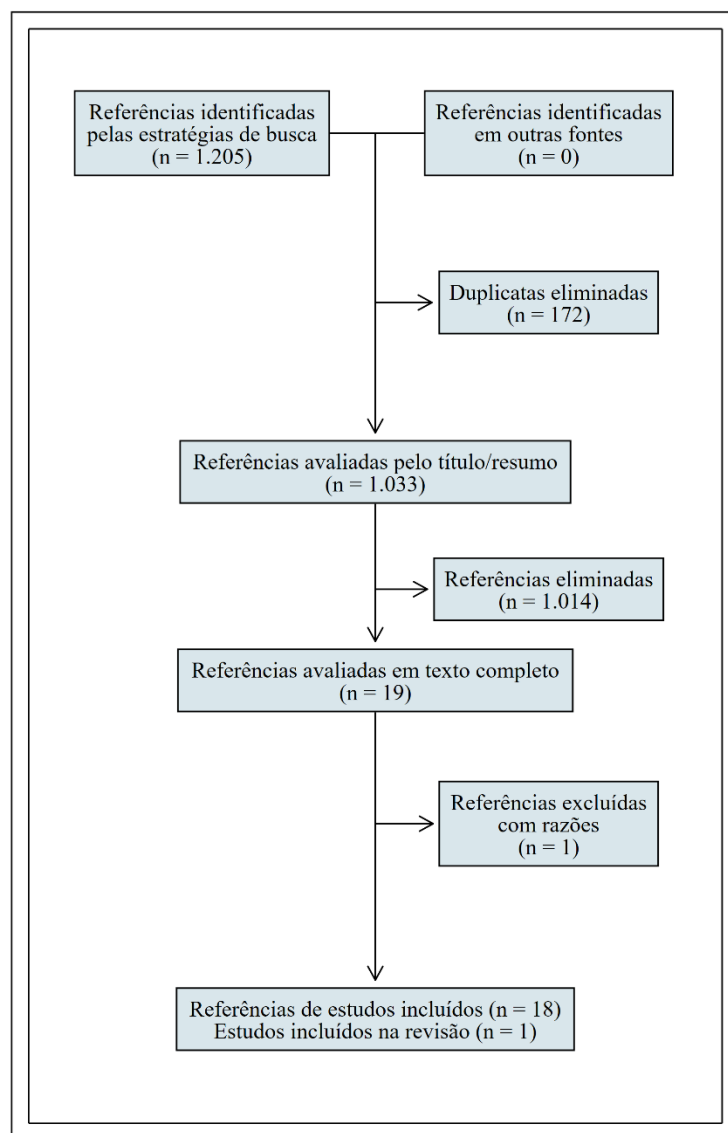 Referências identificadas
pelas estratégias de busca
(n = 1.205)
Referências identificadas
em outras fontes
(n = 0)
Duplicatas eliminadas
(n = 172)
Referências avaliadas pelo título/resumo
(n = 1.033)
Referências eliminadas
(n = 1.014)
Referências avaliadas em texto completo
(n = 19)
Referências excluídas
com razões
(n = 1)
Referências de estudos incluídos (n = 18)
Estudos incluídos na revisão (n = 1)